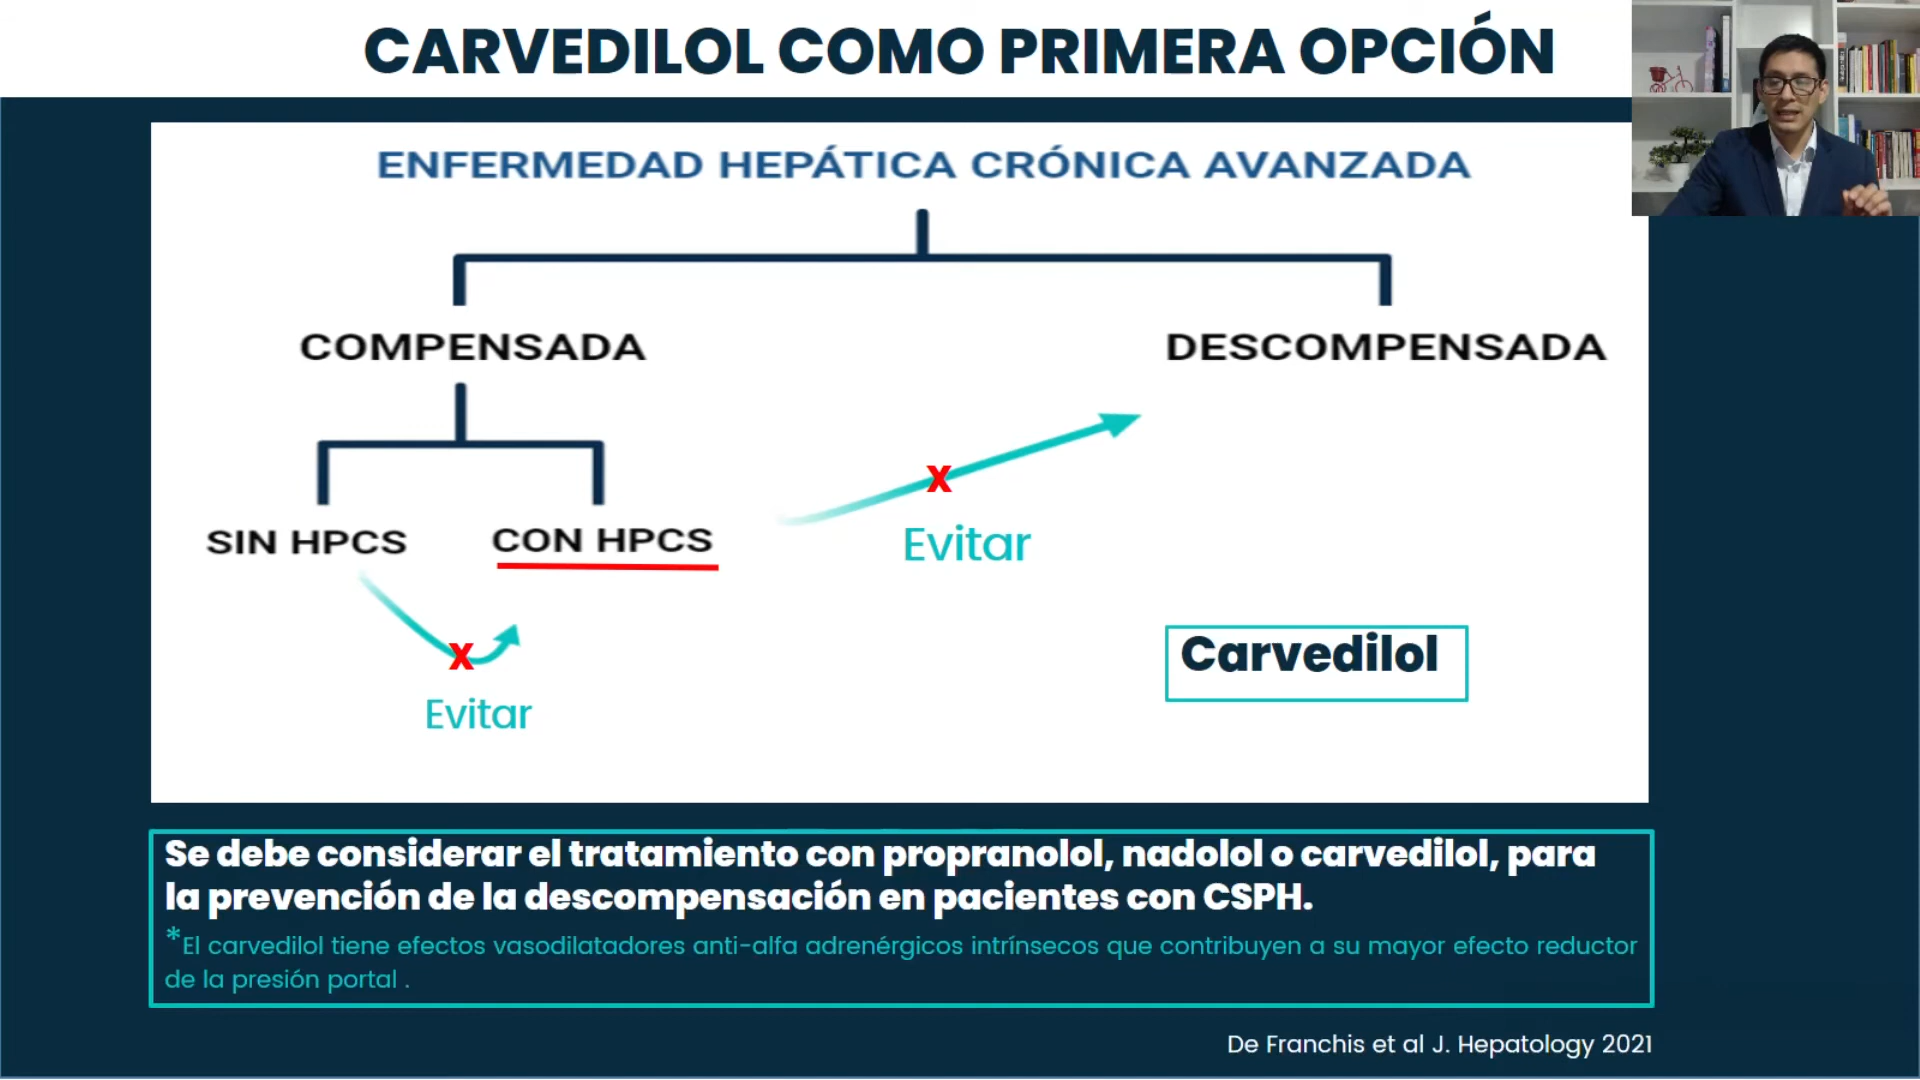 CARVEDILOL COMO PRIMERA OPCIÓN
ENFERMEDAD HEPÁTICA CRÓNICA AVANZADA
COMPENSADA
DESCOMPENSADA
SIN HPCS
CON HPCS
X
Evitar
X
Evitar
Carvedilol
Se debe considerar el tratamiento con propranolol, nadolol o carvedilol, para
la prevención de la descompensación en pacientes con CSPH.
*El carvedilol tiene efectos vasodilatadores anti-alfa adrenérgicos intrínsecos que contribuyen a su mayor efecto reductor
de la presión portal .
De Franchis et al J. Hepatology 2021